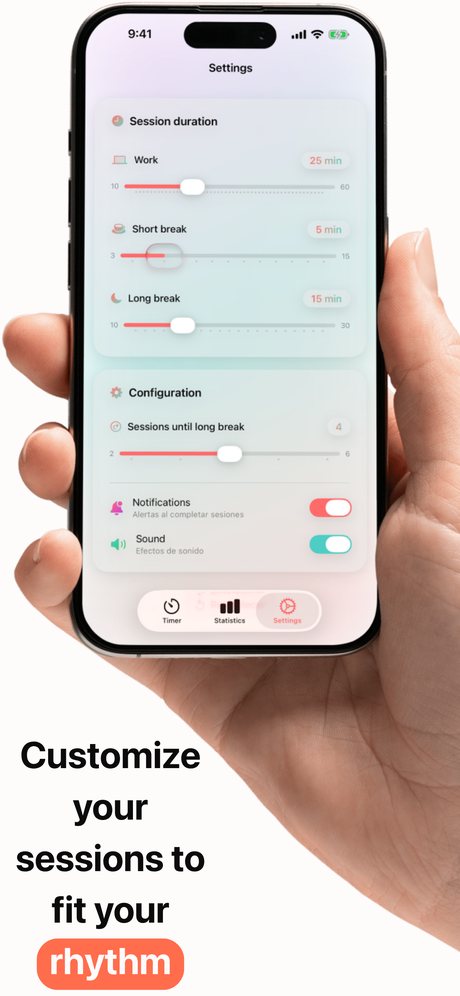 9:41
Settings
Session duration
Work
25 min
10
60
Short break
5 min
3
15
Long break
15 min
10
30
Configuration
Sessions until long break
4
2
6
Notifications
Alertas al completar sesiones
Sound
Efectos de sonido
Timer
Statistics
Settings
Customize
your
sessions to
fit your
rhythm